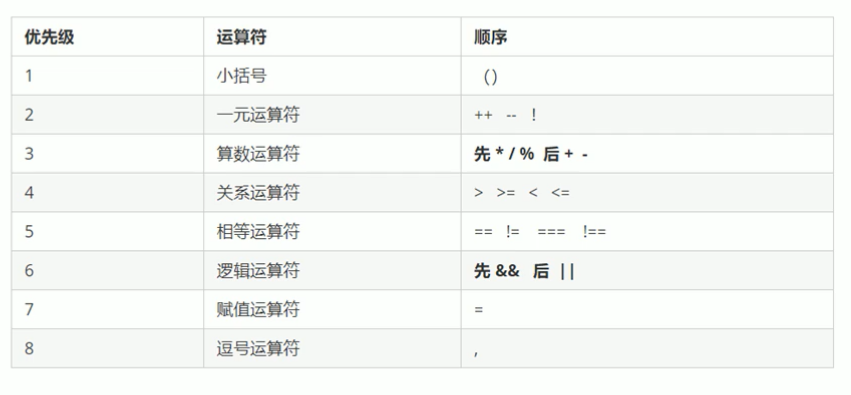 优先级 运算符 顺序
1 小括号 （）
2 一元运算符 ++ -- !
3 算数运算符 先 * / % 后 + -
4 关系运算符 > >= < <=
5 相等运算符 == != === !==
6 逻辑运算符 先 && 后 ||
7 赋值运算符 =
8 逗号运算符 ,